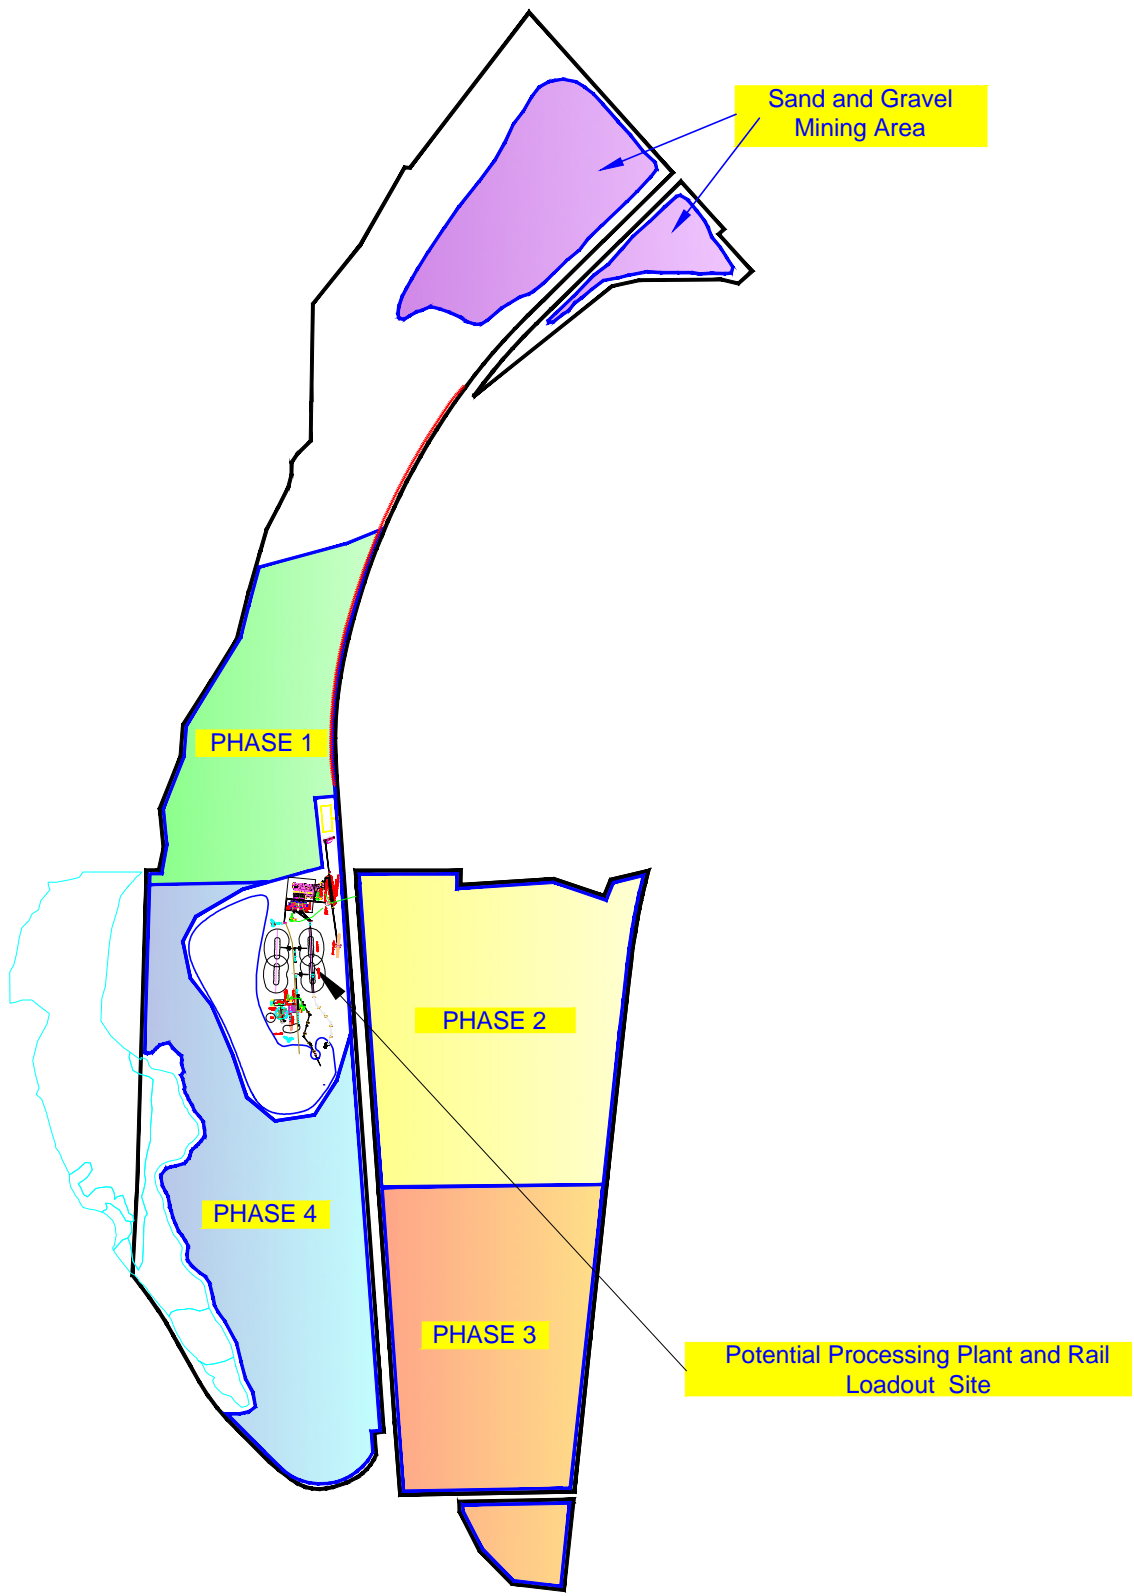 Sand and Gravel
Mining Area
PHASE 1
PHASE 2
PHASE 4
PHASE 3
Potential Processing Plant and Rail
Loadout Site